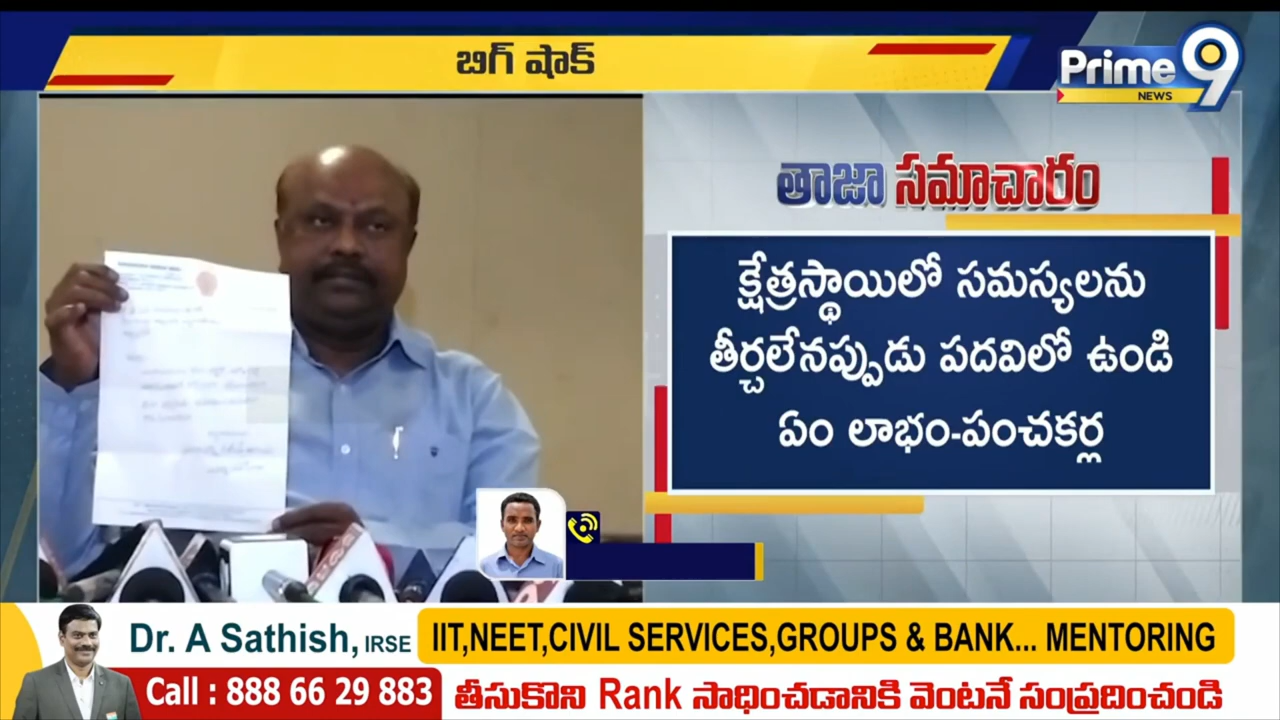 బిగ్ షాక్
Prime9
NEWS
తాజా సమాచారం
క్షేత్రస్థాయిలో సమస్యలను
తీర్చలేనప్పుడు పదవిలో ఉండి
ఏం లాభం-పంచకర్ల
Dr. A Sathish, IRSE
IIT,NEET,CIVIL SERVICES,GROUPS & BANK... MENTORING
Call : 888 66 29 883
తీసుకొని Rank సాధించడానికి వెంటనే సంప్రదించండి